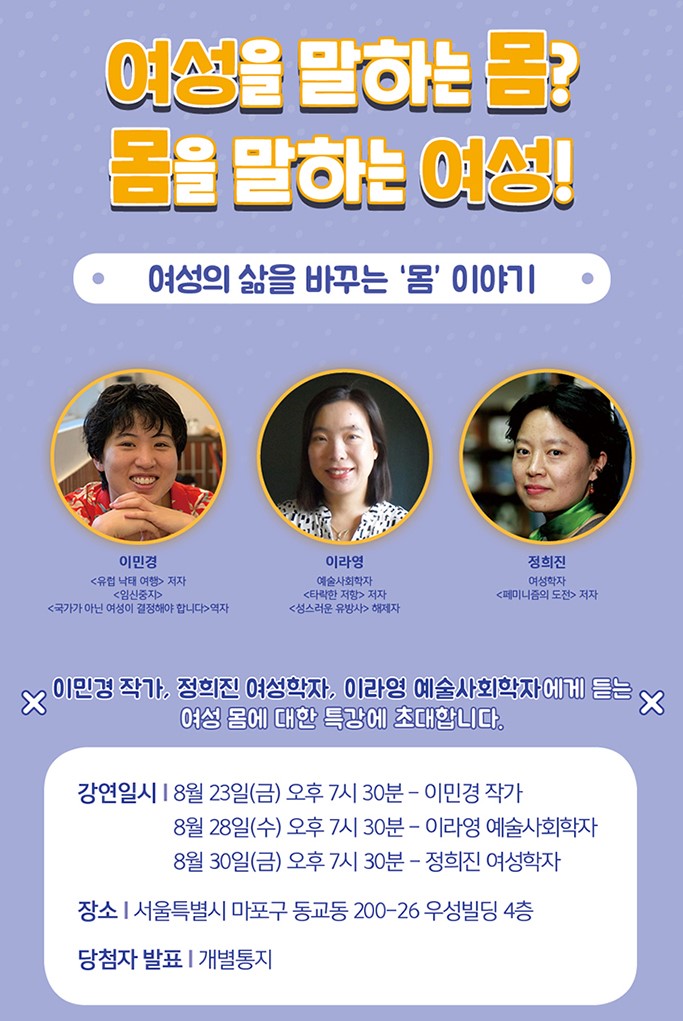 여성을 말하는 몸?
몸을 말하는 여성!
여성의 삶을 바꾸는 ‘몸’ 이야기
이민경
<유럽 낙태 여행> 저자
<임신중지>
<국가가 아닌 여성이 결정해야 합니다>역자
이라영
예술사회학자
<타락한 저항> 저자
<성스러운 유방사> 해제자
정희진
여성학자
<페미니즘의 도전> 저자
이민경 작가, 정희진 여성학자, 이라영 예술사회학자에게 듣는
여성 몸에 대한 특강에 초대합니다.
강연일시 | 8월 23일(금) 오후 7시 30분 – 이민경 작가
8월 28일(수) 오후 7시 30분 – 이라영 예술사회학자
8월 30일(금) 오후 7시 30분 – 정희진 여성학자
장소 | 서울특별시 마포구 동교동 200-26 우성빌딩 4층
당첨자 발표 | 개별통지